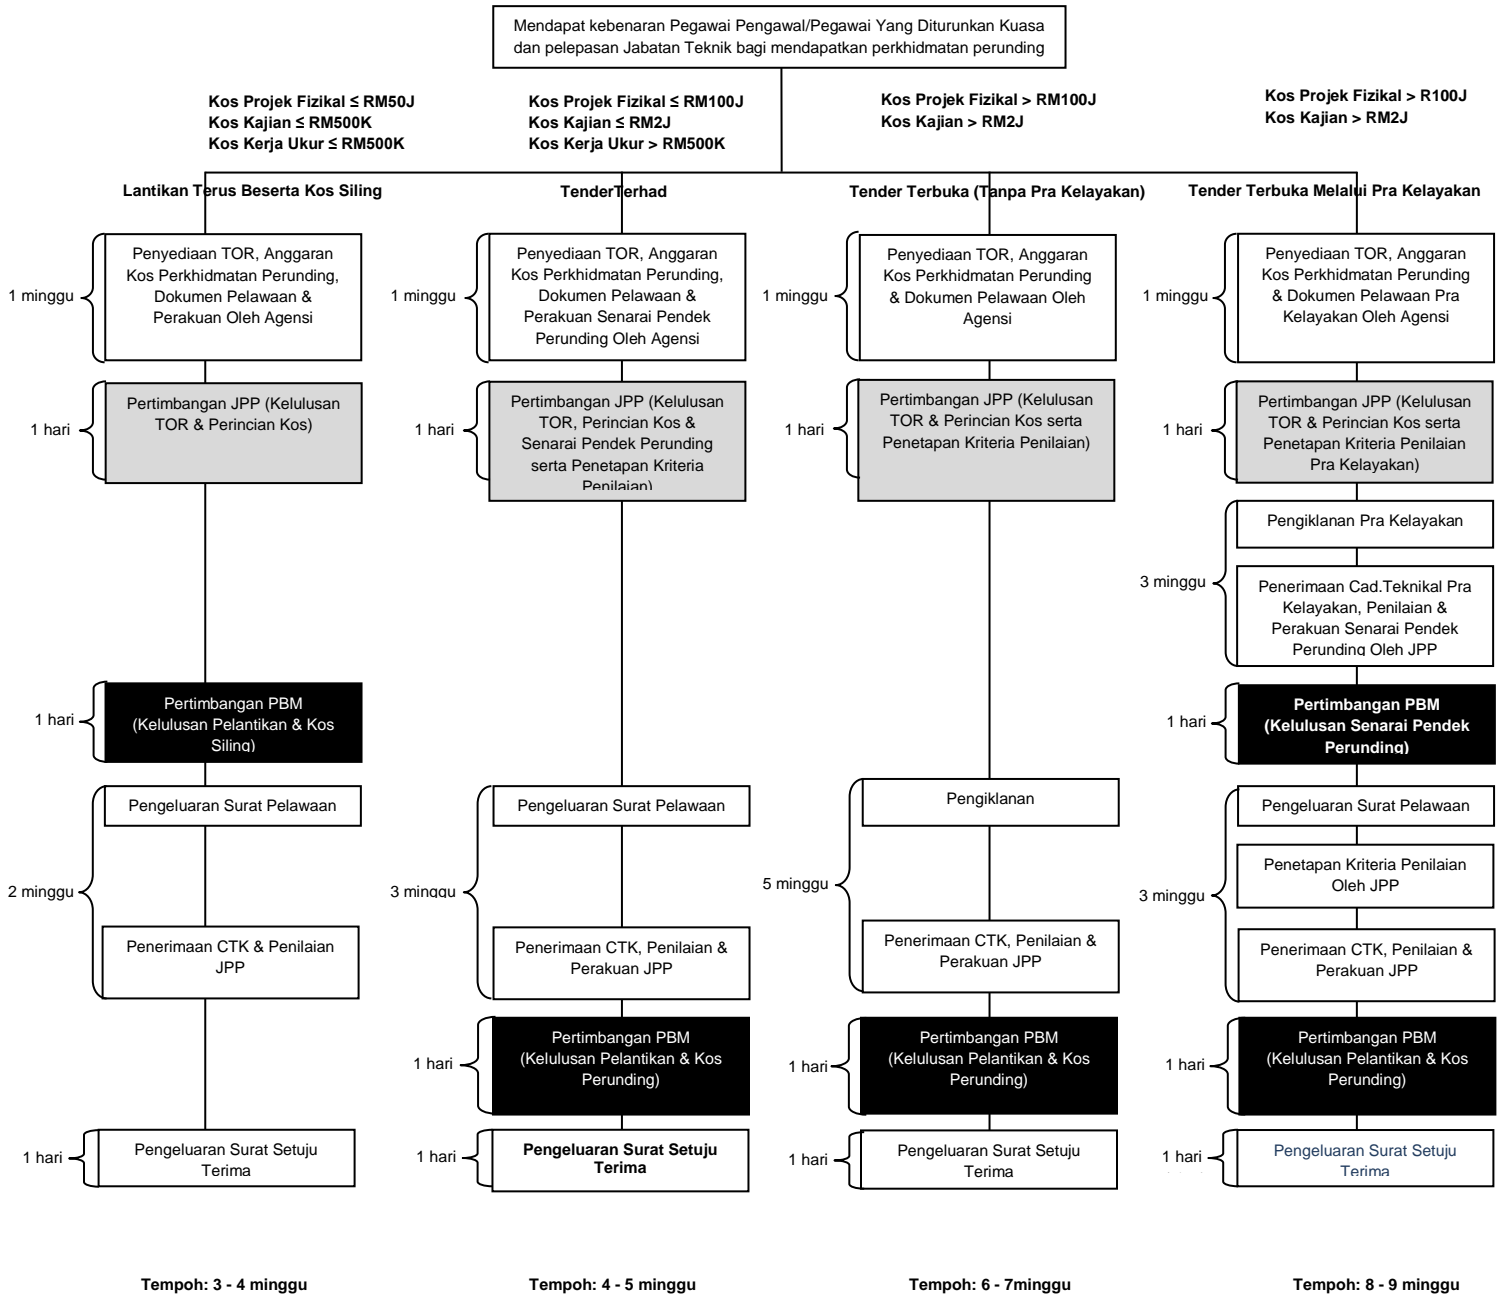 Mendapat kebenaran Pegawai Pengawal/Pegawai Yang Diturunkan Kuasa
dan pelepasan Jabatan Teknik bagi mendapatkan perkhidmatan perunding
Kos Projek Fizikal ≤ RM50J
Kos Kajian ≤ RM500K
Kos Kerja Ukur ≤ RM500K
Kos Projek Fizikal ≤ RM100J
Kos Kajian ≤ RM2J
Kos Kerja Ukur > RM500K
Kos Projek Fizikal > RM100J
Kos Kajian > RM2J
Kos Projek Fizikal > R100J
Kos Kajian > RM2J
Lantikan Terus Beserta Kos Siling
1 minggu
Penyediaan TOR, Anggaran
Kos Perkhidmatan Perunding,
Dokumen Pelawaan &
Perakuan Oleh Agensi
1 hari
Pertimbangan JPP (Kelulusan
TOR & Perincian Kos)
1 hari
Pertimbangan PBM
(Kelulusan Pelantikan & Kos
Siling)
2 minggu
Pengeluaran Surat Pelawaan
Penerimaan CTK & Penilaian
JPP
1 hari
Pengeluaran Surat Setuju
Terima
Tempoh: 3 - 4 minggu
TenderTerhad
1 minggu
Penyediaan TOR, Anggaran
Kos Perkhidmatan Perunding,
Dokumen Pelawaan &
Perakuan Senarai Pendek
Perunding Oleh Agensi
1 hari
Pertimbangan JPP (Kelulusan
TOR, Perincian Kos &
Senarai Pendek Perunding
serta Penetapan Kriteria
Penilaian)
3 minggu
Pengeluaran Surat Pelawaan
Penerimaan CTK, Penilaian &
Perakuan JPP
1 hari
Pertimbangan PBM
(Kelulusan Pelantikan & Kos
Perunding)
1 hari
Pengeluaran Surat Setuju
Terima
Tempoh: 4 - 5 minggu
Tender Terbuka (Tanpa Pra Kelayakan)
1 minggu
Penyediaan TOR, Anggaran
Kos Perkhidmatan Perunding
& Dokumen Pelawaan Oleh
Agensi
1 hari
Pertimbangan JPP (Kelulusan
TOR & Perincian Kos serta
Penetapan Kriteria Penilaian)
5 minggu
Pengiklanan
Penerimaan CTK, Penilaian &
Perakuan JPP
1 hari
Pertimbangan PBM
(Kelulusan Pelantikan & Kos
Perunding)
1 hari
Pengeluaran Surat Setuju
Terima
Tempoh: 6 - 7minggu
Tender Terbuka Melalui Pra Kelayakan
1 minggu
Penyediaan TOR, Anggaran
Kos Perkhidmatan Perunding
& Dokumen Pelawaan Pra
Kelayakan Oleh Agensi
1 hari
Pertimbangan JPP (Kelulusan
TOR & Perincian Kos serta
Penetapan Kriteria Penilaian
Pra Kelayakan)
3 minggu
Pengiklanan Pra Kelayakan
Penerimaan Cad.Teknikal Pra
Kelayakan, Penilaian &
Perakuan Senarai Pendek
Perunding Oleh JPP
1 hari
Pertimbangan PBM
(Kelulusan Senarai Pendek
Perunding)
3 minggu
Pengeluaran Surat Pelawaan
Penetapan Kriteria Penilaian
Oleh JPP
Penerimaan CTK, Penilaian &
Perakuan JPP
1 hari
Pertimbangan PBM
(Kelulusan Pelantikan & Kos
Perunding)
1 hari
Pengeluaran Surat Setuju
Terima
Tempoh: 8 - 9 minggu